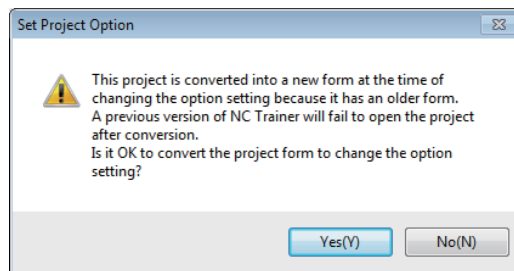 Set Project Option
This project is converted into a new form at the time of
changing the option setting because it has an older form.
A previous version of NC Trainer will fail to open the project
after conversion.
Is it OK to convert the project form to change the option
setting?
Yes(Y)
No(N)